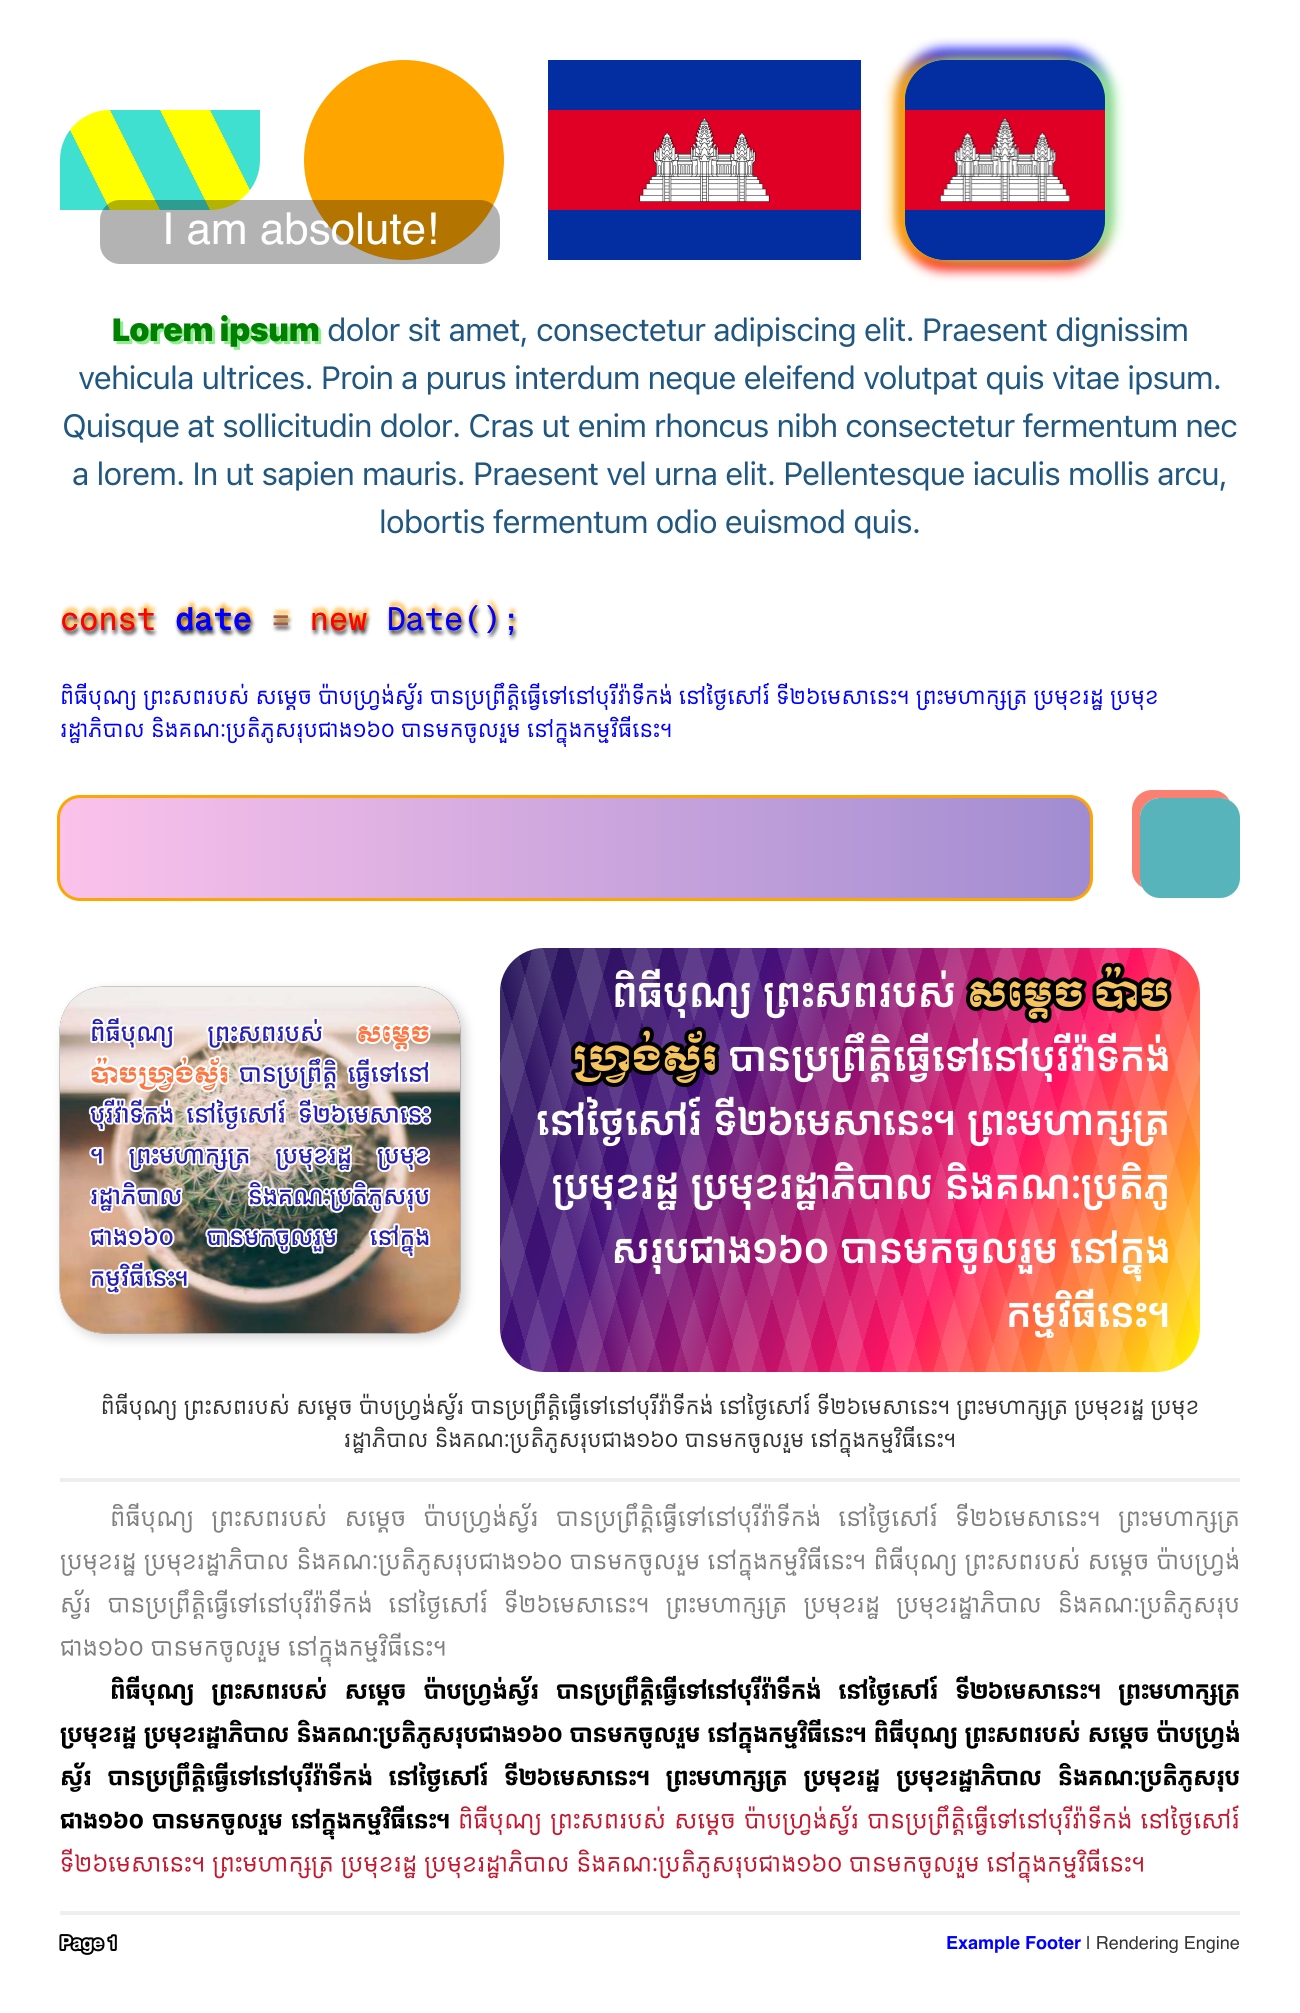 I am absolute!
Lorem ipsum dolor sit amet, consectetur adipiscing elit. Praesent dignissim
vehicula ultrices. Proin a purus interdum neque eleifend volutpat quis vitae ipsum.
Quisque at sollicitudin dolor. Cras ut enim rhoncus nibh consectetur fermentum nec
a lorem. In ut sapien mauris. Praesent vel urna elit. Pellentesque iaculis mollis arcu,
lobortis fermentum odio euismod quis.
const date = new Date();
ពិធីបុណ្យ ព្រះសពរបស់ សម្ដេច ប៉ាបហ្វ្រង់ស្វ័រ បានប្រព្រឹត្តិធ្វើទៅនៅបុរីវ៉ាទីកង់ នៅថ្ងៃសៅរ៍ ទី២៦មេសានេះ។ ព្រះមហាក្សត្រ ប្រមុខរដ្ឋ ប្រមុខ
រដ្ឋាភិបាល និងគណៈប្រតិភូសរុបជាង១៦០ បានមកចូលរួម នៅក្នុងកម្មវិធីនេះ។
ពិធីបុណ្យ ព្រះសពរបស់ សម្ដេច
ប៉ាបហ្វ្រង់ស្វ័រ បានប្រព្រឹត្តិ ធ្វើទៅនៅ
បុរីវ៉ាទីកង់ នៅថ្ងៃសៅរ៍ ទី២៦មេសានេះ
។ ព្រះមហាក្សត្រ ប្រមុខរដ្ឋ ប្រមុខ
រដ្ឋាភិបាល និងគណៈប្រតិភូសរុប
ជាង១៦០ បានមកចូលរួម នៅក្នុង
កម្មវិធីនេះ។
ពិធីបុណ្យ ព្រះសពរបស់ សម្ដេច ប៉ាប
ហ្វ្រង់ស្វ័រ បានប្រព្រឹត្តិធ្វើទៅនៅបុរីវ៉ាទីកង់
នៅថ្ងៃសៅរ៍ ទី២៦មេសានេះ។ ព្រះមហាក្សត្រ
ប្រមុខរដ្ឋ ប្រមុខរដ្ឋាភិបាល និងគណៈប្រតិភូ
សរុបជាង១៦០ បានមកចូលរួម នៅក្នុង
កម្មវិធីនេះ។
ពិធីបុណ្យ ព្រះសពរបស់ សម្ដេច ប៉ាបហ្វ្រង់ស្វ័រ បានប្រព្រឹត្តិធ្វើទៅនៅបុរីវ៉ាទីកង់ នៅថ្ងៃសៅរ៍ ទី២៦មេសានេះ។ ព្រះមហាក្សត្រ ប្រមុខរដ្ឋ ប្រមុខ
រដ្ឋាភិបាល និងគណៈប្រតិភូសរុបជាង១៦០ បានមកចូលរួម នៅក្នុងកម្មវិធីនេះ។
ពិធីបុណ្យ ព្រះសពរបស់ សម្ដេច ប៉ាបហ្វ្រង់ស្វ័រ បានប្រព្រឹត្តិធ្វើទៅនៅបុរីវ៉ាទីកង់ នៅថ្ងៃសៅរ៍ ទី២៦មេសានេះ។ ព្រះមហាក្សត្រ
ប្រមុខរដ្ឋ ប្រមុខរដ្ឋាភិបាល និងគណៈប្រតិភូសរុបជាង១៦០ បានមកចូលរួម នៅក្នុងកម្មវិធីនេះ។ ពិធីបុណ្យ ព្រះសពរបស់ សម្ដេច ប៉ាបហ្វ្រង់
ស្វ័រ បានប្រព្រឹត្តិធ្វើទៅនៅបុរីវ៉ាទីកង់ នៅថ្ងៃសៅរ៍ ទី២៦មេសានេះ។ ព្រះមហាក្សត្រ ប្រមុខរដ្ឋ ប្រមុខរដ្ឋាភិបាល និងគណៈប្រតិភូសរុប
ជាង១៦០ បានមកចូលរួម នៅក្នុងកម្មវិធីនេះ។
ពិធីបុណ្យ ព្រះសពរបស់ សម្ដេច ប៉ាបហ្វ្រង់ស្វ័រ បានប្រព្រឹត្តិធ្វើទៅនៅបុរីវ៉ាទីកង់ នៅថ្ងៃសៅរ៍ ទី២៦មេសានេះ។ ព្រះមហាក្សត្រ
ប្រមុខរដ្ឋ ប្រមុខរដ្ឋាភិបាល និងគណៈប្រតិភូសរុបជាង១៦០ បានមកចូលរួម នៅក្នុងកម្មវិធីនេះ។ ពិធីបុណ្យ ព្រះសពរបស់ សម្ដេច ប៉ាបហ្វ្រង់
ស្វ័រ បានប្រព្រឹត្តិធ្វើទៅនៅបុរីវ៉ាទីកង់ នៅថ្ងៃសៅរ៍ ទី២៦មេសានេះ។ ព្រះមហាក្សត្រ ប្រមុខរដ្ឋ ប្រមុខរដ្ឋាភិបាល និងគណៈប្រតិភូសរុប
ជាង១៦០ បានមកចូលរួម នៅក្នុងកម្មវិធីនេះ។ ពិធីបុណ្យ ព្រះសពរបស់ សម្ដេច ប៉ាបហ្វ្រង់ស្វ័រ បានប្រព្រឹត្តិធ្វើទៅនៅបុរីវ៉ាទីកង់ នៅថ្ងៃសៅរ៍
ទី២៦មេសានេះ។ ព្រះមហាក្សត្រ ប្រមុខរដ្ឋ ប្រមុខរដ្ឋាភិបាល និងគណៈប្រតិភូសរុបជាង១៦០ បានមកចូលរួម នៅក្នុងកម្មវិធីនេះ។
Page 1
Example Footer | Rendering Engine